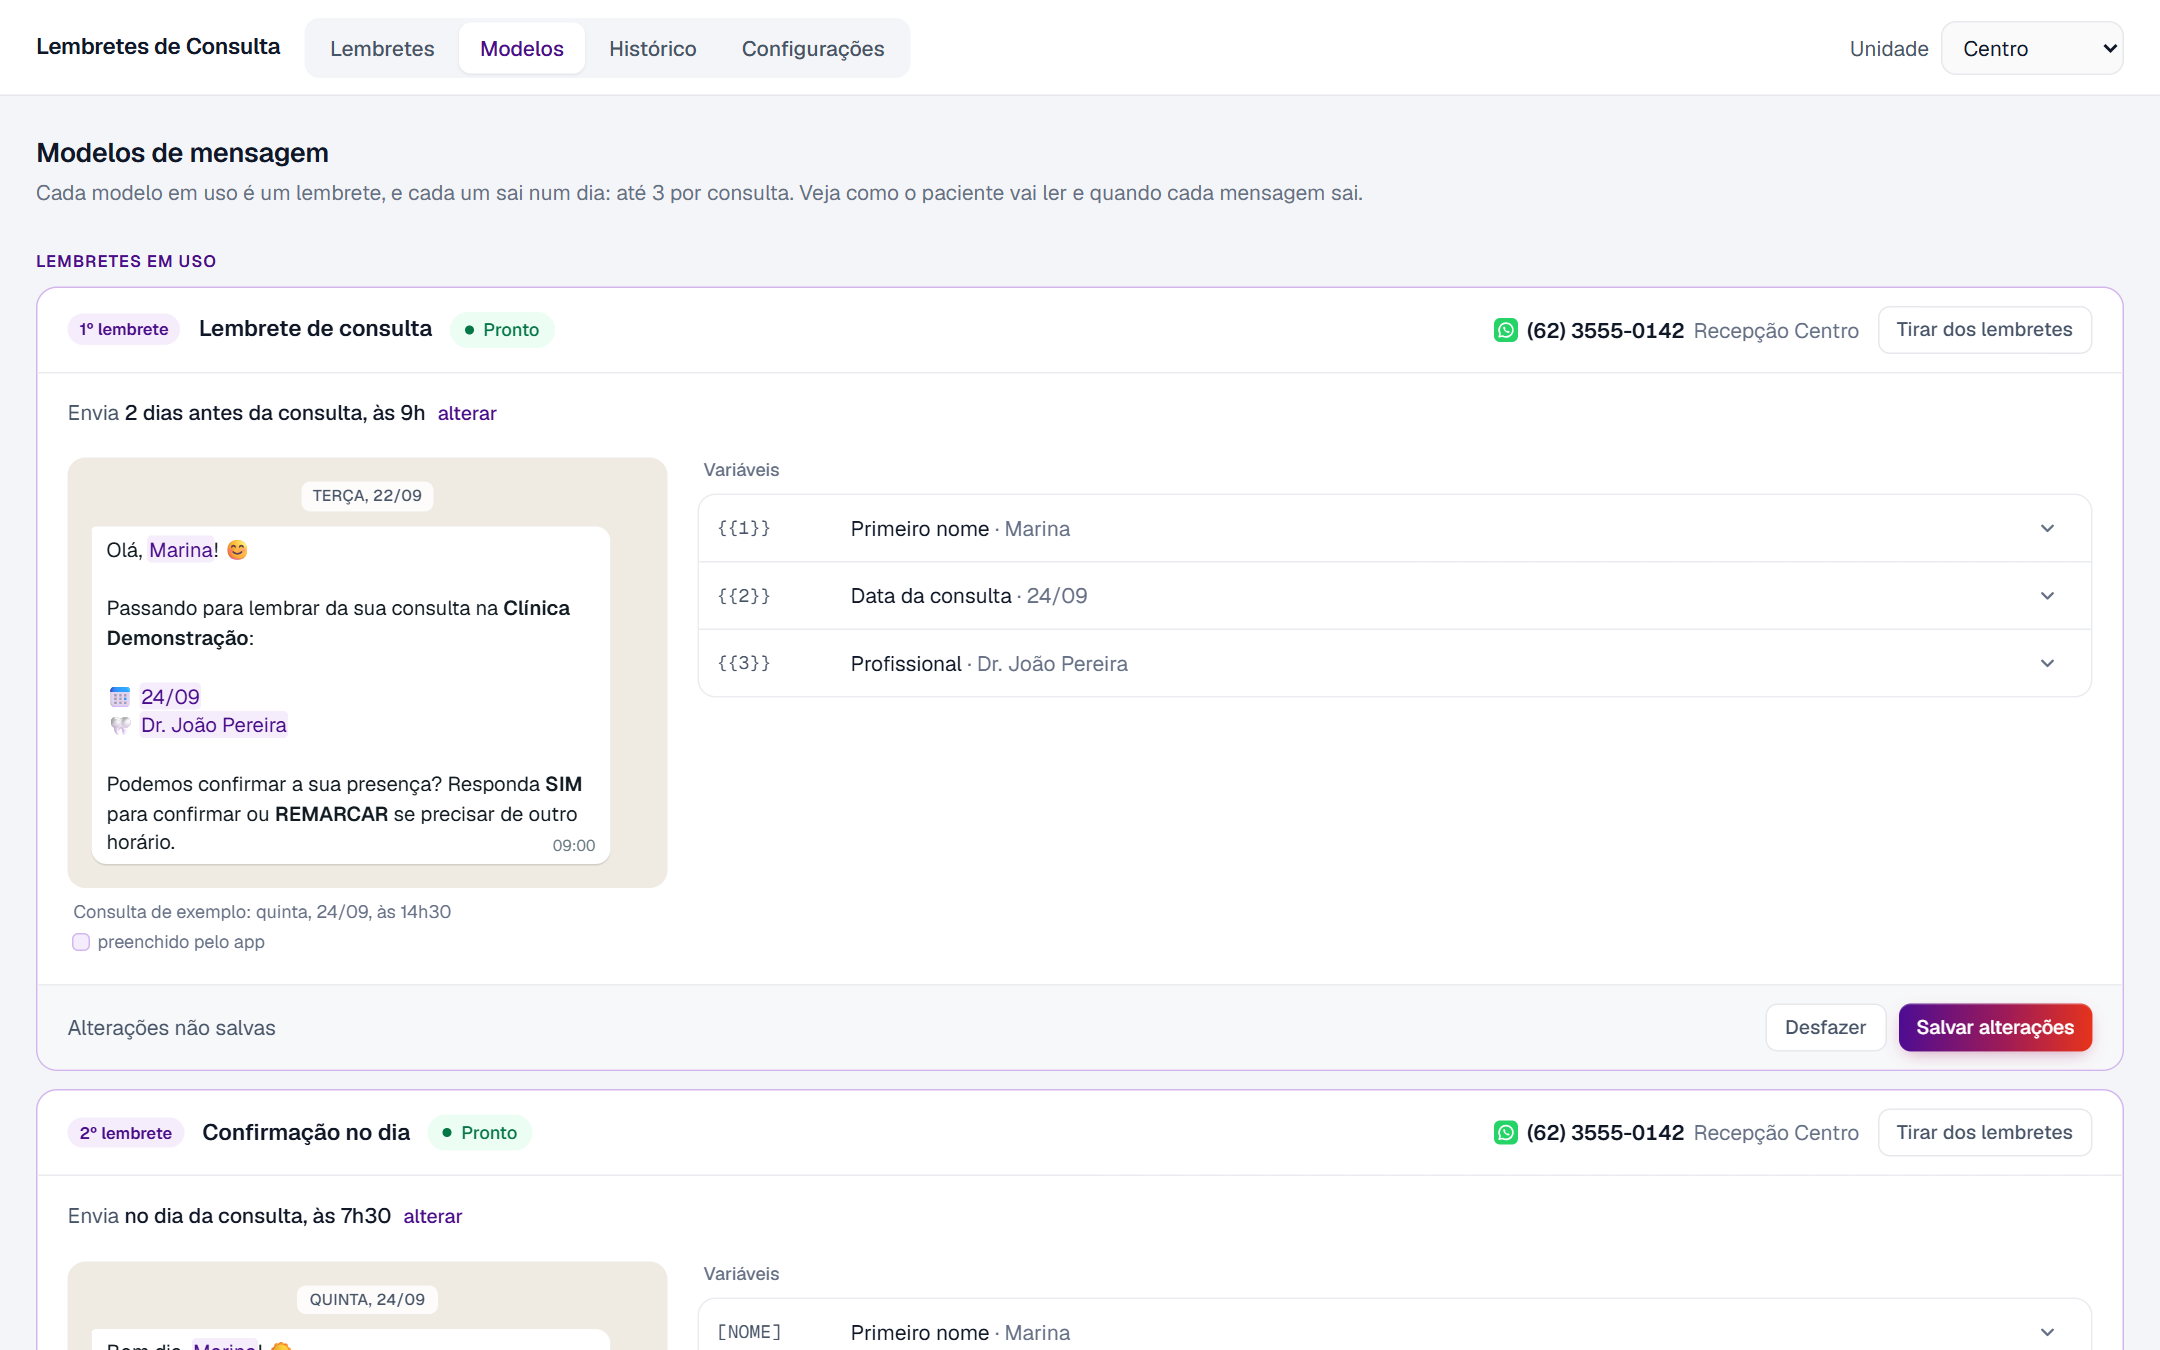 Lembretes de Consulta
Lembretes
Modelos
Histórico
Configurações
Unidade
Centro
Modelos de mensagem
Cada modelo em uso é um lembrete, e cada um sai num dia: até 3 por consulta. Veja como o paciente vai ler e quando cada mensagem sai.
LEMBRETES EM USO
1º lembrete
Lembrete de consulta
Pronto
(62) 3555-0142 Recepção Centro
Tirar dos lembretes
Envia 2 dias antes da consulta, às 9h alterar
TERÇA, 22/09
Olá, Marina! 😊
Passando para lembrar da sua consulta na Clínica
Demonstração:
📅 24/09
🦷 Dr. João Pereira
Podemos confirmar a sua presença? Responda SIM
para confirmar ou REMARCAR se precisar de outro
horário.
09:00
Consulta de exemplo: quinta, 24/09, às 14h30
preenchido pelo app
Variáveis
{{1}} Primeiro nome · Marina
{{2}} Data da consulta · 24/09
{{3}} Profissional · Dr. João Pereira
Alterações não salvas
Desfazer
Salvar alterações
2º lembrete
Confirmação no dia
Pronto
(62) 3555-0142 Recepção Centro
Tirar dos lembretes
Envia no dia da consulta, às 7h30 alterar
QUINTA, 24/09
Bom dia, Marina!
Variáveis
[NOME] Primeiro nome · Marina